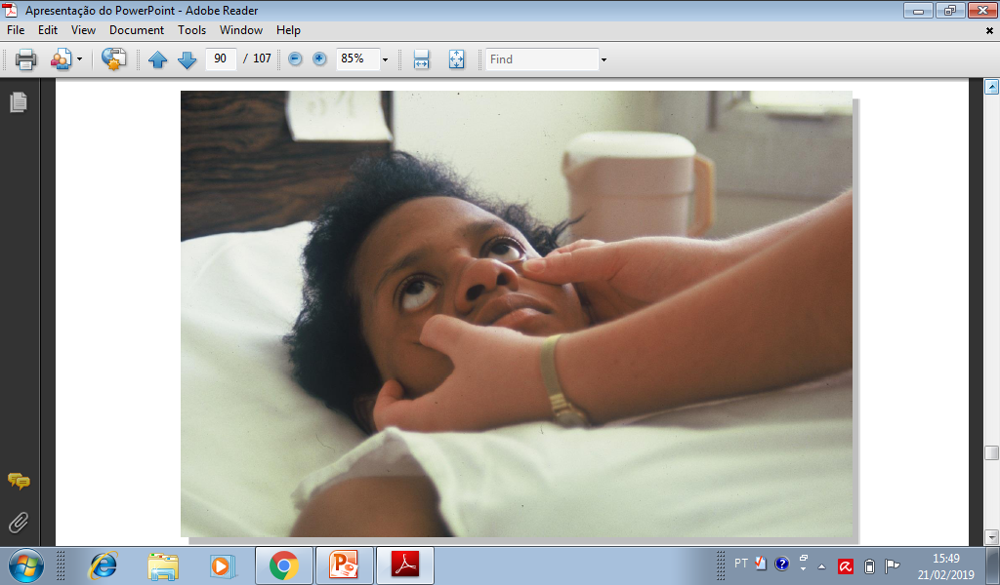 Apresentação do PowerPoint - Adobe Reader
File Edit View Document Tools Window Help
90 / 107 85% Find
PT
15:49
21/02/2019